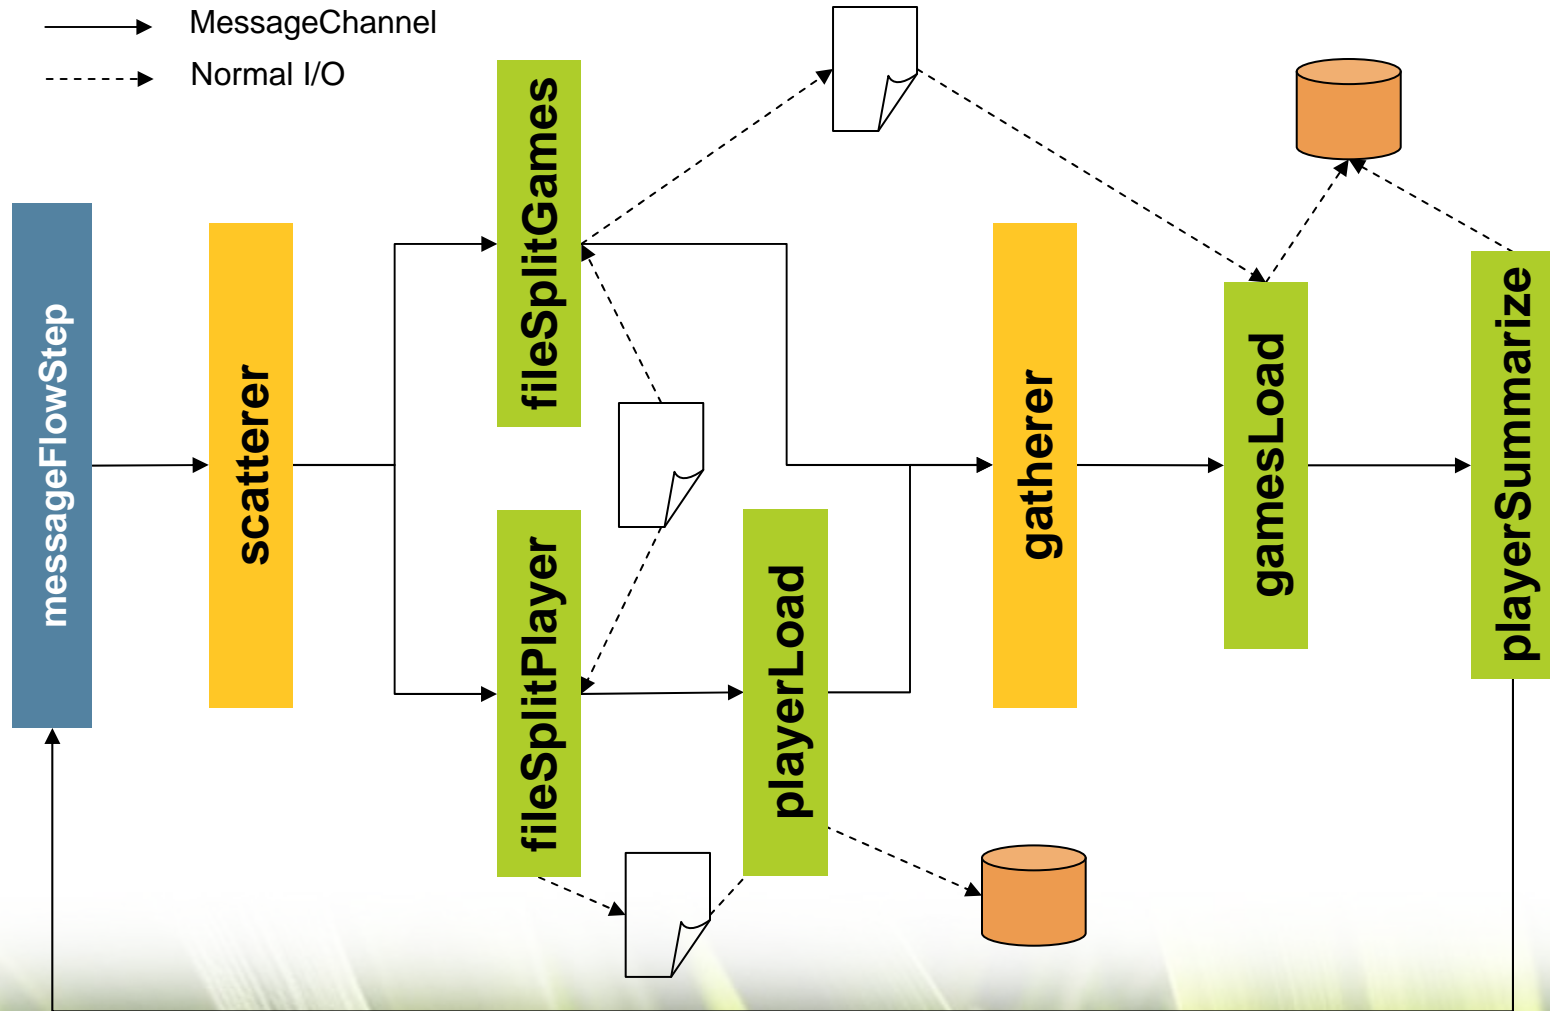 MessageChannel
Normal I/O
messageFlowStep
scatterer
fileSplitGames
fileSplitPlayer
playerLoad
gatherer
gamesLoad
playerSummarize